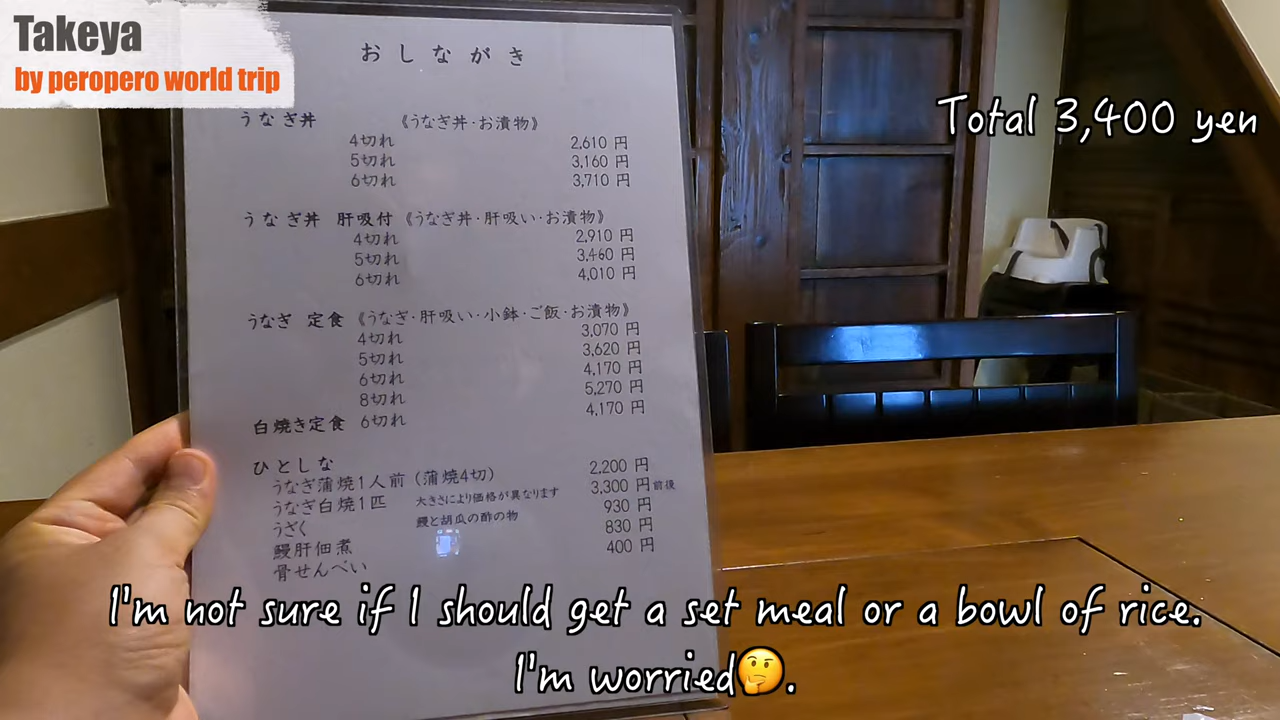 Takeya
by peropero world trip
Total 3,400 yen
おしながき
うなぎ丼 《うなぎ丼・お漬物》
4切れ 2,610 円
5切れ 3,160 円
6切れ 3,710 円
うなぎ丼 肝吸付 《うなぎ丼・肝吸い・お漬物》
4切れ 2,910 円
5切れ 3,460 円
6切れ 4,010 円
うなぎ 定食 《うなぎ・肝吸い・小鉢・ご飯・お漬物》
4切れ 3,070 円
5切れ 3,620 円
6切れ 4,170 円
8切れ 5,270 円
白焼き定食 6切れ 4,170 円
ひとしな
うなぎ蒲焼1人前 (蒲焼4切) 2,200 円
うなぎ白焼1匹 大きさにより価格が異なります 3,300 円前後
うざく 鰻と胡瓜の酢の物 930 円
鰻肝佃煮 830 円
骨せんべい 400 円
I'm not sure if I should get a set meal or a bowl of rice.
I'm worried🤔.